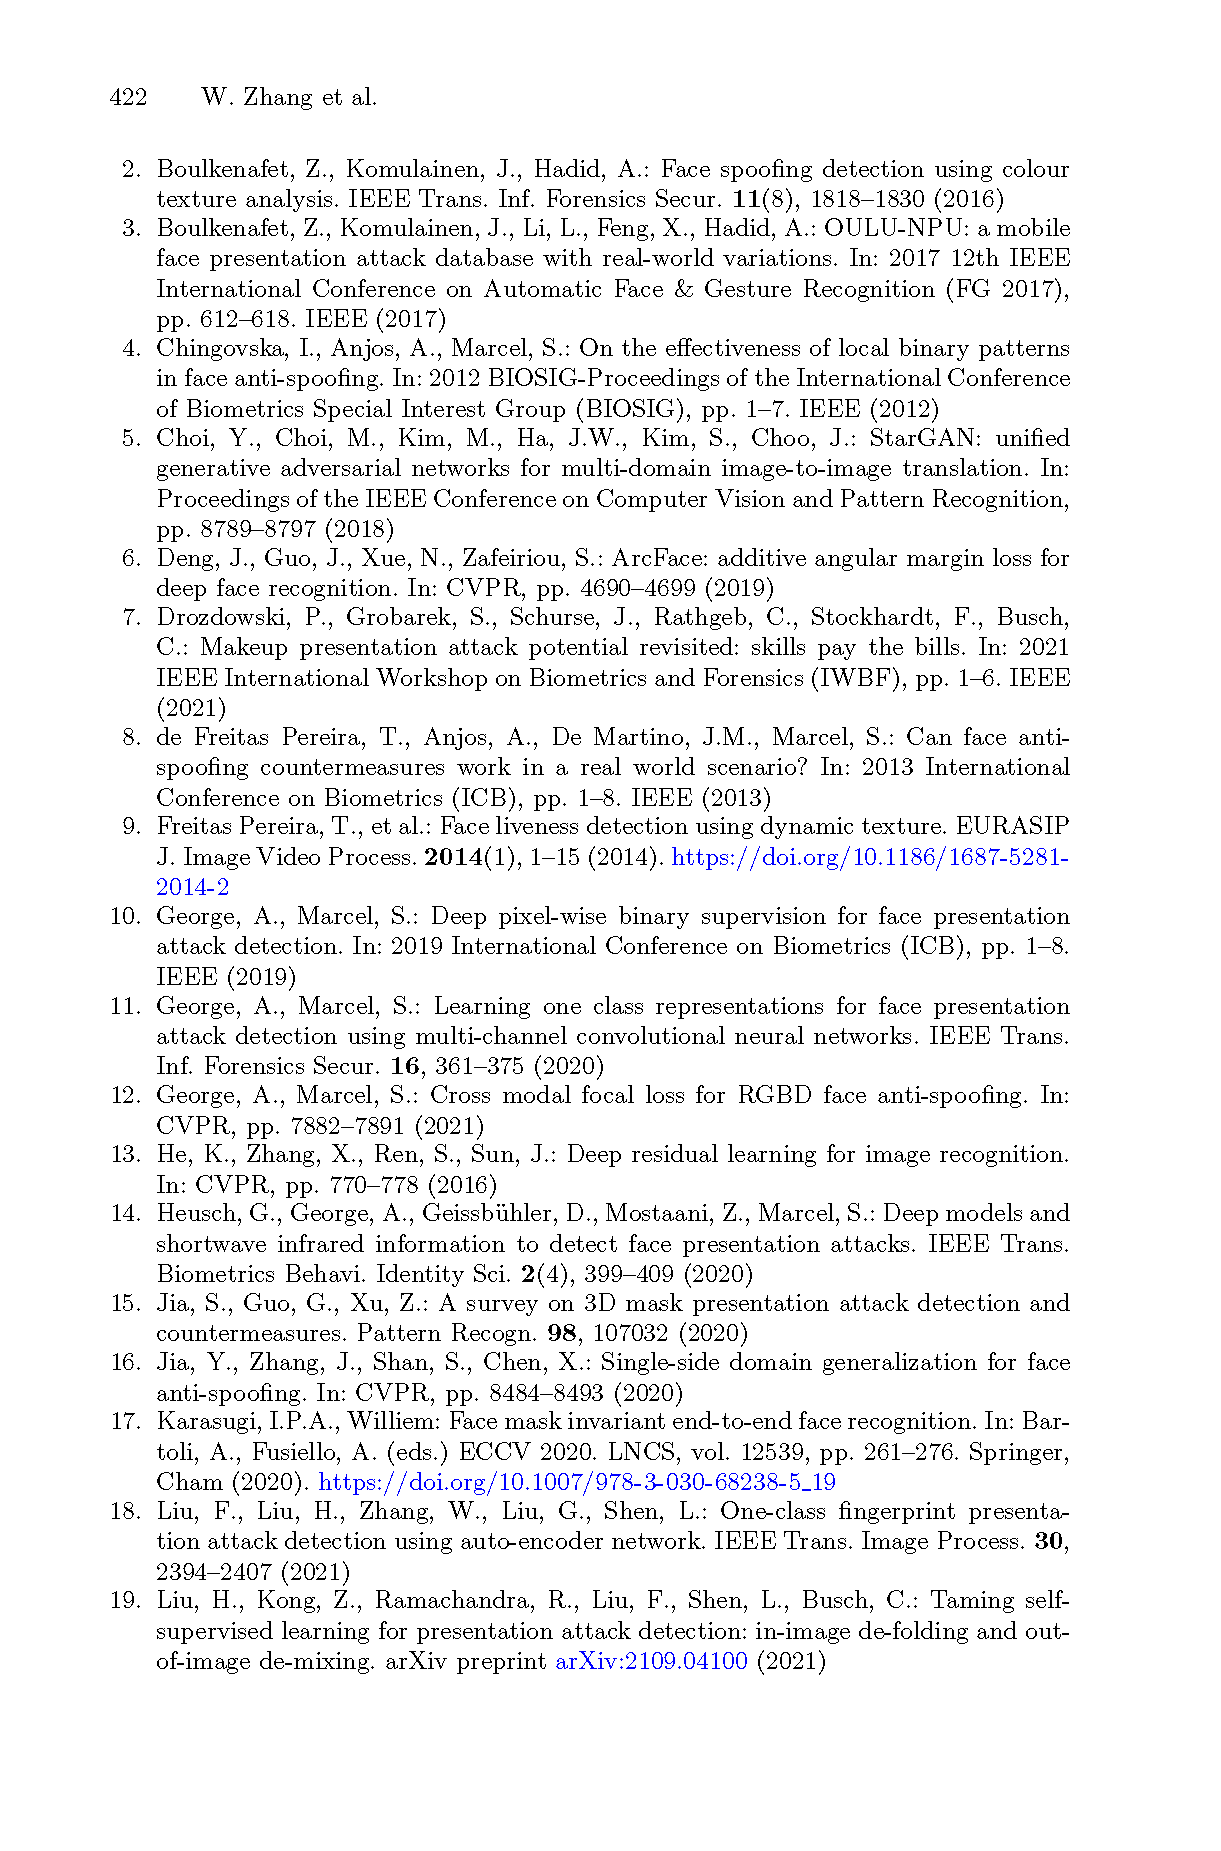 422 W. Zhang et al.
2. Boulkenafet, Z., Komulainen, J., Hadid, A.: Face spoofing detection using colour
texture analysis. IEEE Trans. Inf. Forensics Secur. 11(8), 1818–1830 (2016)
3. Boulkenafet, Z., Komulainen, J., Li, L., Feng, X., Hadid, A.: OULU-NPU: a mobile
face presentation attack database with real-world variations. In: 2017 12th IEEE
International Conference on Automatic Face & Gesture Recognition (FG 2017),
pp. 612–618. IEEE (2017)
4. Chingovska, I., Anjos, A., Marcel, S.: On the effectiveness of local binary patterns
in face anti-spoofing. In: 2012 BIOSIG-Proceedings of the International Conference
of Biometrics Special Interest Group (BIOSIG), pp. 1–7. IEEE (2012)
5. Choi, Y., Choi, M., Kim, M., Ha, J.W., Kim, S., Choo, J.: StarGAN: unified
generative adversarial networks for multi-domain image-to-image translation. In:
Proceedings of the IEEE Conference on Computer Vision and Pattern Recognition,
pp. 8789–8797 (2018)
6. Deng, J., Guo, J., Xue, N., Zafeiriou, S.: ArcFace: additive angular margin loss for
deep face recognition. In: CVPR, pp. 4690–4699 (2019)
7. Drozdowski, P., Grobarek, S., Schurse, J., Rathgeb, C., Stockhardt, F., Busch,
C.: Makeup presentation attack potential revisited: skills pay the bills. In: 2021
IEEE International Workshop on Biometrics and Forensics (IWBF), pp. 1–6. IEEE
(2021)
8. de Freitas Pereira, T., Anjos, A., De Martino, J.M., Marcel, S.: Can face anti-
spoofing countermeasures work in a real world scenario? In: 2013 International
Conference on Biometrics (ICB), pp. 1–8. IEEE (2013)
9. Freitas Pereira, T., et al.: Face liveness detection using dynamic texture. EURASIP
J. Image Video Process. 2014(1), 1–15 (2014). https://doi.org/10.1186/1687-5281-
2014-2
10. George, A., Marcel, S.: Deep pixel-wise binary supervision for face presentation
attack detection. In: 2019 International Conference on Biometrics (ICB), pp. 1–8.
IEEE (2019)
11. George, A., Marcel, S.: Learning one class representations for face presentation
attack detection using multi-channel convolutional neural networks. IEEE Trans.
Inf. Forensics Secur. 16, 361–375 (2020)
12. George, A., Marcel, S.: Cross modal focal loss for RGBD face anti-spoofing. In:
CVPR, pp. 7882–7891 (2021)
13. He, K., Zhang, X., Ren, S., Sun, J.: Deep residual learning for image recognition.
In: CVPR, pp. 770–778 (2016)
14. Heusch, G., George, A., Geissbühler, D., Mostaani, Z., Marcel, S.: Deep models and
shortwave infrared information to detect face presentation attacks. IEEE Trans.
Biometrics Behavi. Identity Sci. 2(4), 399–409 (2020)
15. Jia, S., Guo, G., Xu, Z.: A survey on 3D mask presentation attack detection and
countermeasures. Pattern Recogn. 98, 107032 (2020)
16. Jia, Y., Zhang, J., Shan, S., Chen, X.: Single-side domain generalization for face
anti-spoofing. In: CVPR, pp. 8484–8493 (2020)
17. Karasugi, I.P.A., Williem: Face mask invariant end-to-end face recognition. In: Bar-
toli, A., Fusiello, A. (eds.) ECCV 2020. LNCS, vol. 12539, pp. 261–276. Springer,
Cham (2020). https://doi.org/10.1007/978-3-030-68238-5_19
18. Liu, F., Liu, H., Zhang, W., Liu, G., Shen, L.: One-class fingerprint presenta-
tion attack detection using auto-encoder network. IEEE Trans. Image Process. 30,
2394–2407 (2021)
19. Liu, H., Kong, Z., Ramachandra, R., Liu, F., Shen, L., Busch, C.: Taming self-
supervised learning for presentation attack detection: in-image de-folding and out-
of-image de-mixing. arXiv preprint arXiv:2109.04100 (2021)